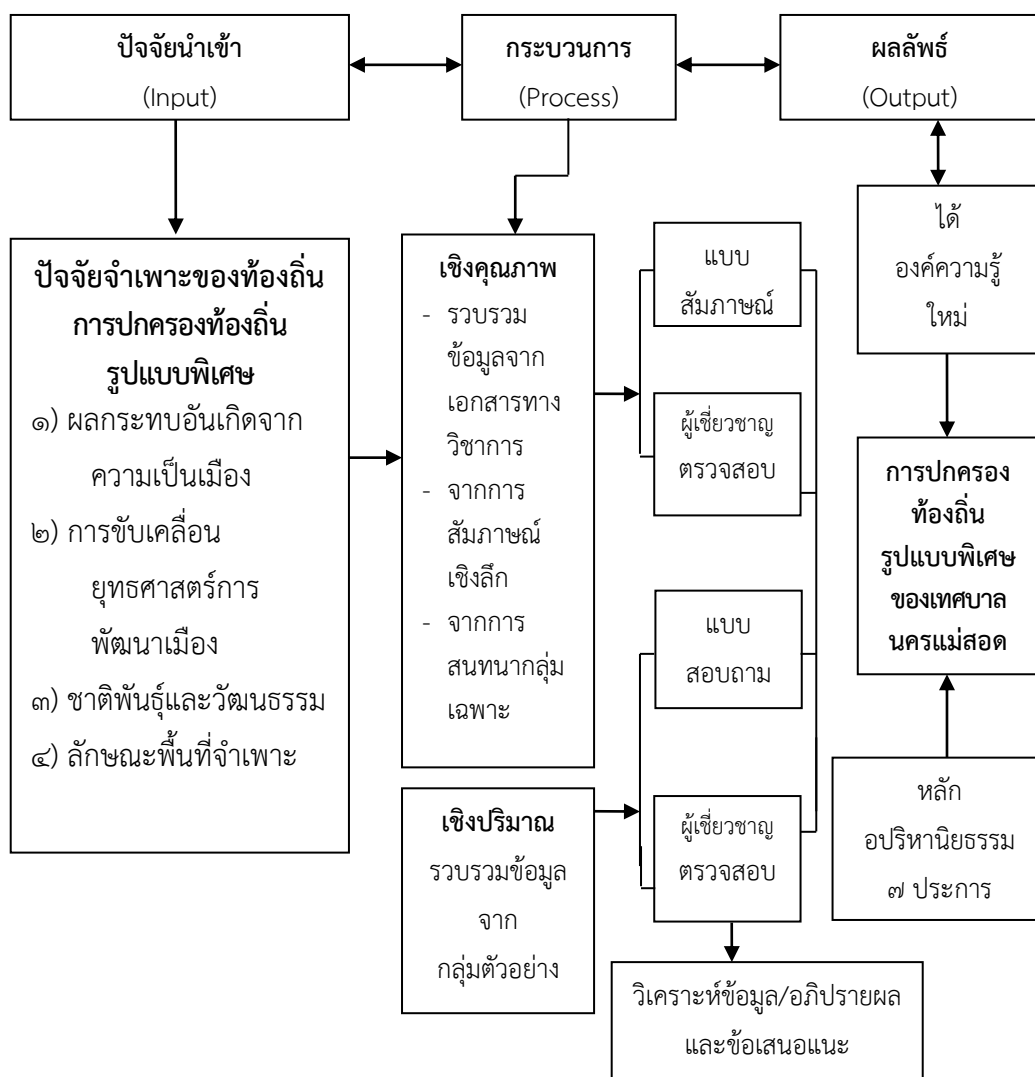 ปัจจัยนำเข้า
(Input)
กระบวนการ
(Process)
ผลลัพธ์
(Output)
ปัจจัยจำเพาะของท้องถิ่น
การปกครองท้องถิ่น
รูปแบบพิเศษ
๑) ผลกระทบอันเกิดจาก
ความเป็นเมือง
๒) การขับเคลื่อน
ยุทธศาสตร์การ
พัฒนาเมือง
๓) ชาติพันธุ์และวัฒนธรรม
๔) ลักษณะพื้นที่จำเพาะ
เชิงคุณภาพ
- รวบรวม
ข้อมูลจาก
เอกสารทาง
วิชาการ
- จากการ
สัมภาษณ์
เชิงลึก
- จากการ
สนทนากลุ่ม
เฉพาะ
เชิงปริมาณ
รวบรวมข้อมูล
จาก
กลุ่มตัวอย่าง
แบบ
สัมภาษณ์
ผู้เชี่ยวชาญ
ตรวจสอบ
แบบ
สอบถาม
ผู้เชี่ยวชาญ
ตรวจสอบ
วิเคราะห์ข้อมูล/อภิปรายผล
และข้อเสนอแนะ
ได้
องค์ความรู้
ใหม่
การปกครอง
ท้องถิ่น
รูปแบบพิเศษ
ของเทศบาล
นครแม่สอด
หลัก
อปริหานิยธรรม
๗ ประการ